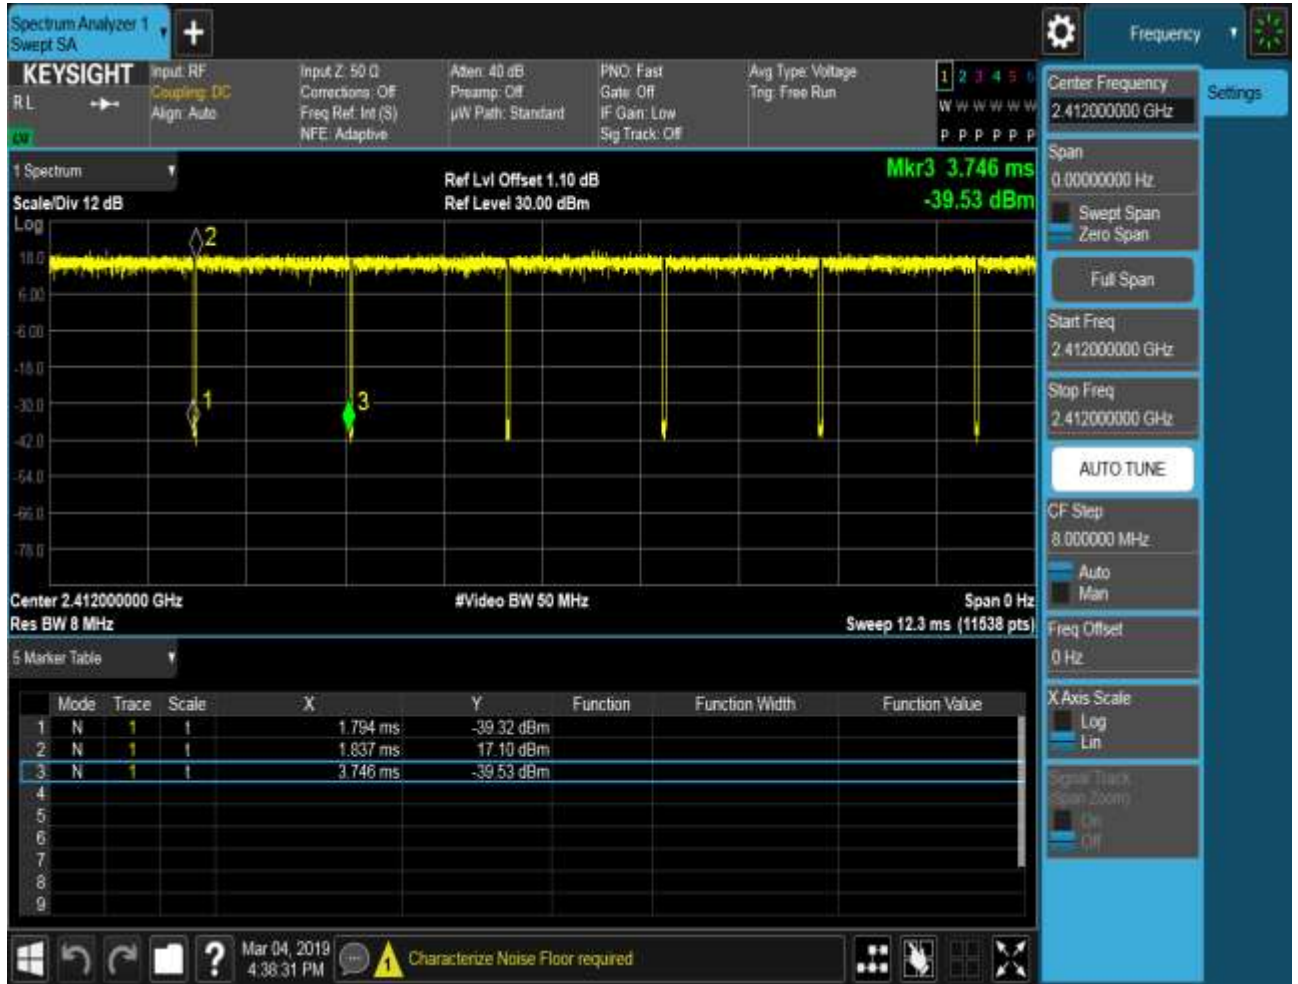 Spectrum Analyzer 1
Swept SA
+
Frequency
KEYSIGHT
RL
Input: RF
Coupling: DC
Align: Auto
Input Z: 50 Ω
Corrections: Off
Freq Ref: Int (S)
NFE: Adaptive
Atten: 40 dB
Preamp: Off
µW Path: Standard
PNO: Fast
Gate: Off
IF Gain: Low
Sig Track: Off
Avg Type: Voltage
Trig: Free Run
1 2 3 4 5 6
W W W W W W
P P P P P P
1 Spectrum
Scale/Div 12 dB
Ref Lvl Offset 1.10 dB
Ref Level 30.00 dBm
Mkr3 3.746 ms
-39.53 dBm
Log
18.0
6.00
-6.00
-18.0
-30.0
-42.0
-54.0
-66.0
-78.0
2
1
3
Center 2.412000000 GHz
Res BW 8 MHz
#Video BW 50 MHz
Span 0 Hz
Sweep 12.3 ms (11538 pts)
5 Marker Table
Mode Trace Scale X Y Function Function Width Function Value
1 N 1 t 1.794 ms -39.32 dBm
2 N 1 t 1.837 ms 17.10 dBm
3 N 1 t 3.746 ms -39.53 dBm
4
5
6
7
8
9
Center Frequency
2.412000000 GHz
Settings
Span
0.00000000 Hz
Swept Span
Zero Span
Full Span
Start Freq
2.412000000 GHz
Stop Freq
2.412000000 GHz
AUTO TUNE
CF Step
8.000000 MHz
Auto
Man
Freq Offset
0 Hz
X Axis Scale
Log
Lin
Signal Track
(Span Zoom)
On
Off
?
Mar 04, 2019
4:38:31 PM
1
Characterize Noise Floor required